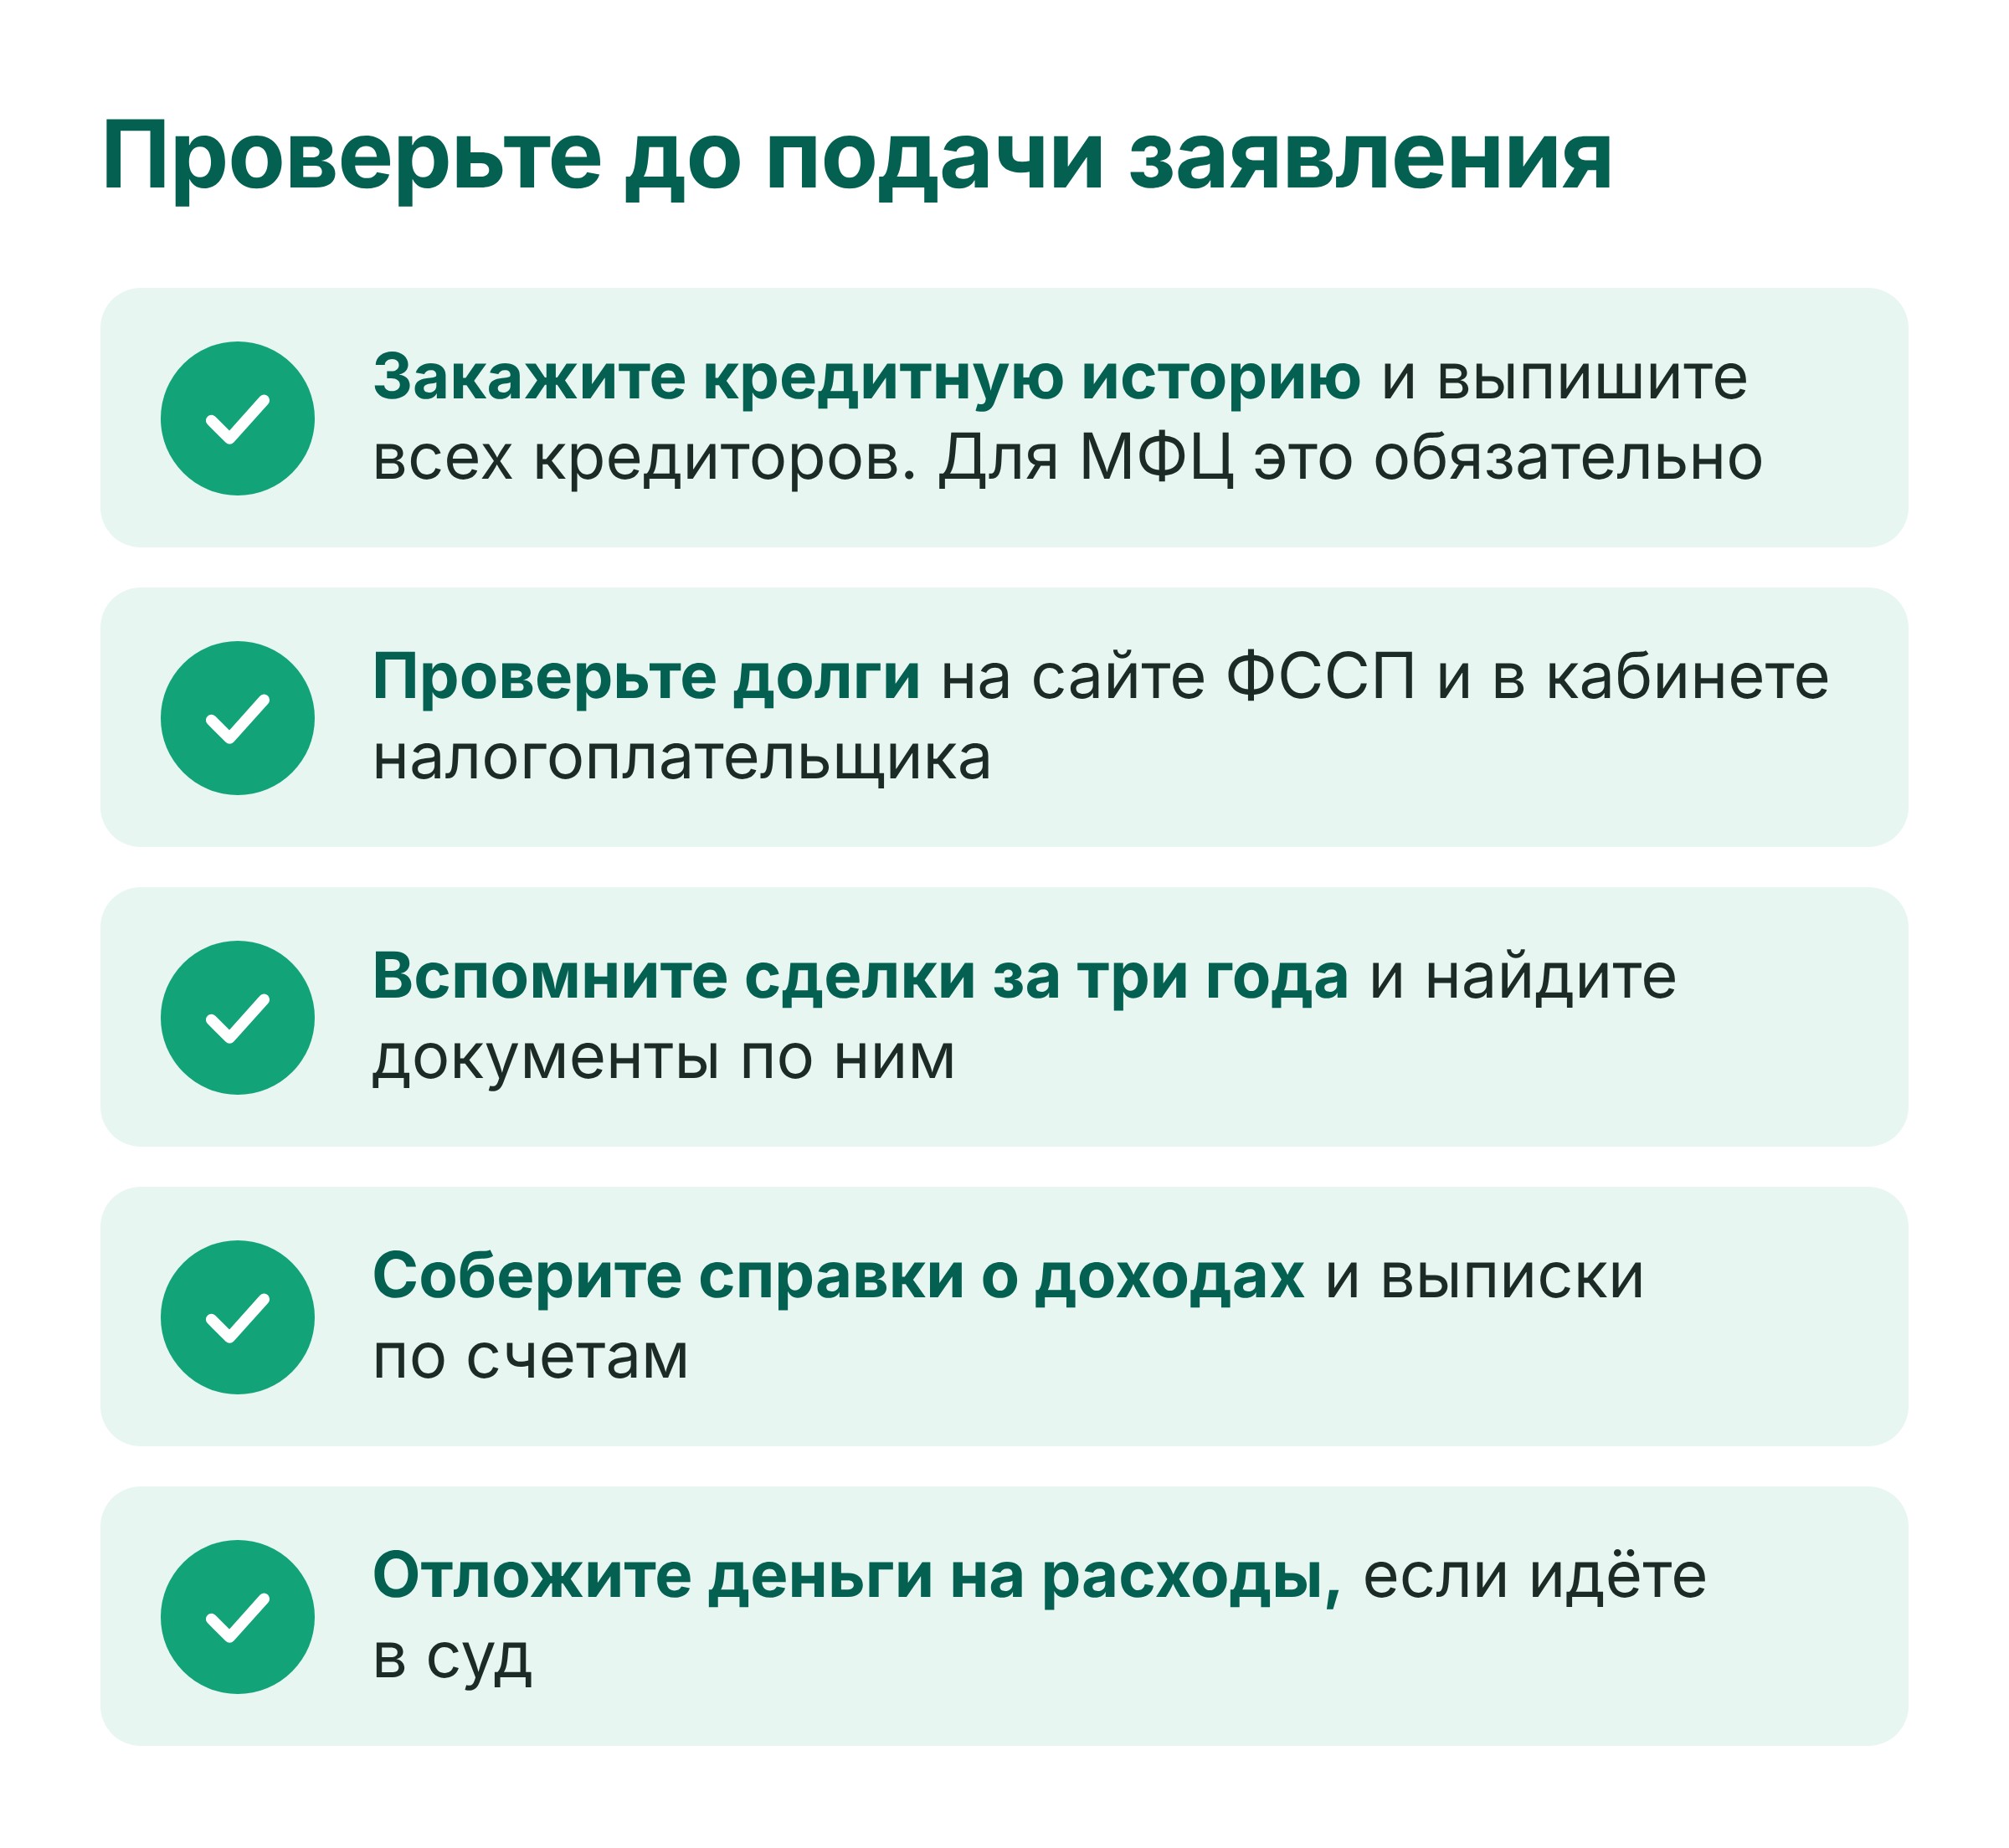 Проверьте до подачи заявления
Закажите кредитную историю и выпишите
всех кредиторов. Для МФЦ это обязательно
Проверьте долги на сайте ФССП и в кабинете
налогоплательщика
Вспомните сделки за три года и найдите
документы по ним
Соберите справки о доходах и выписки
по счетам
Отложите деньги на расходы, если идёте
в суд